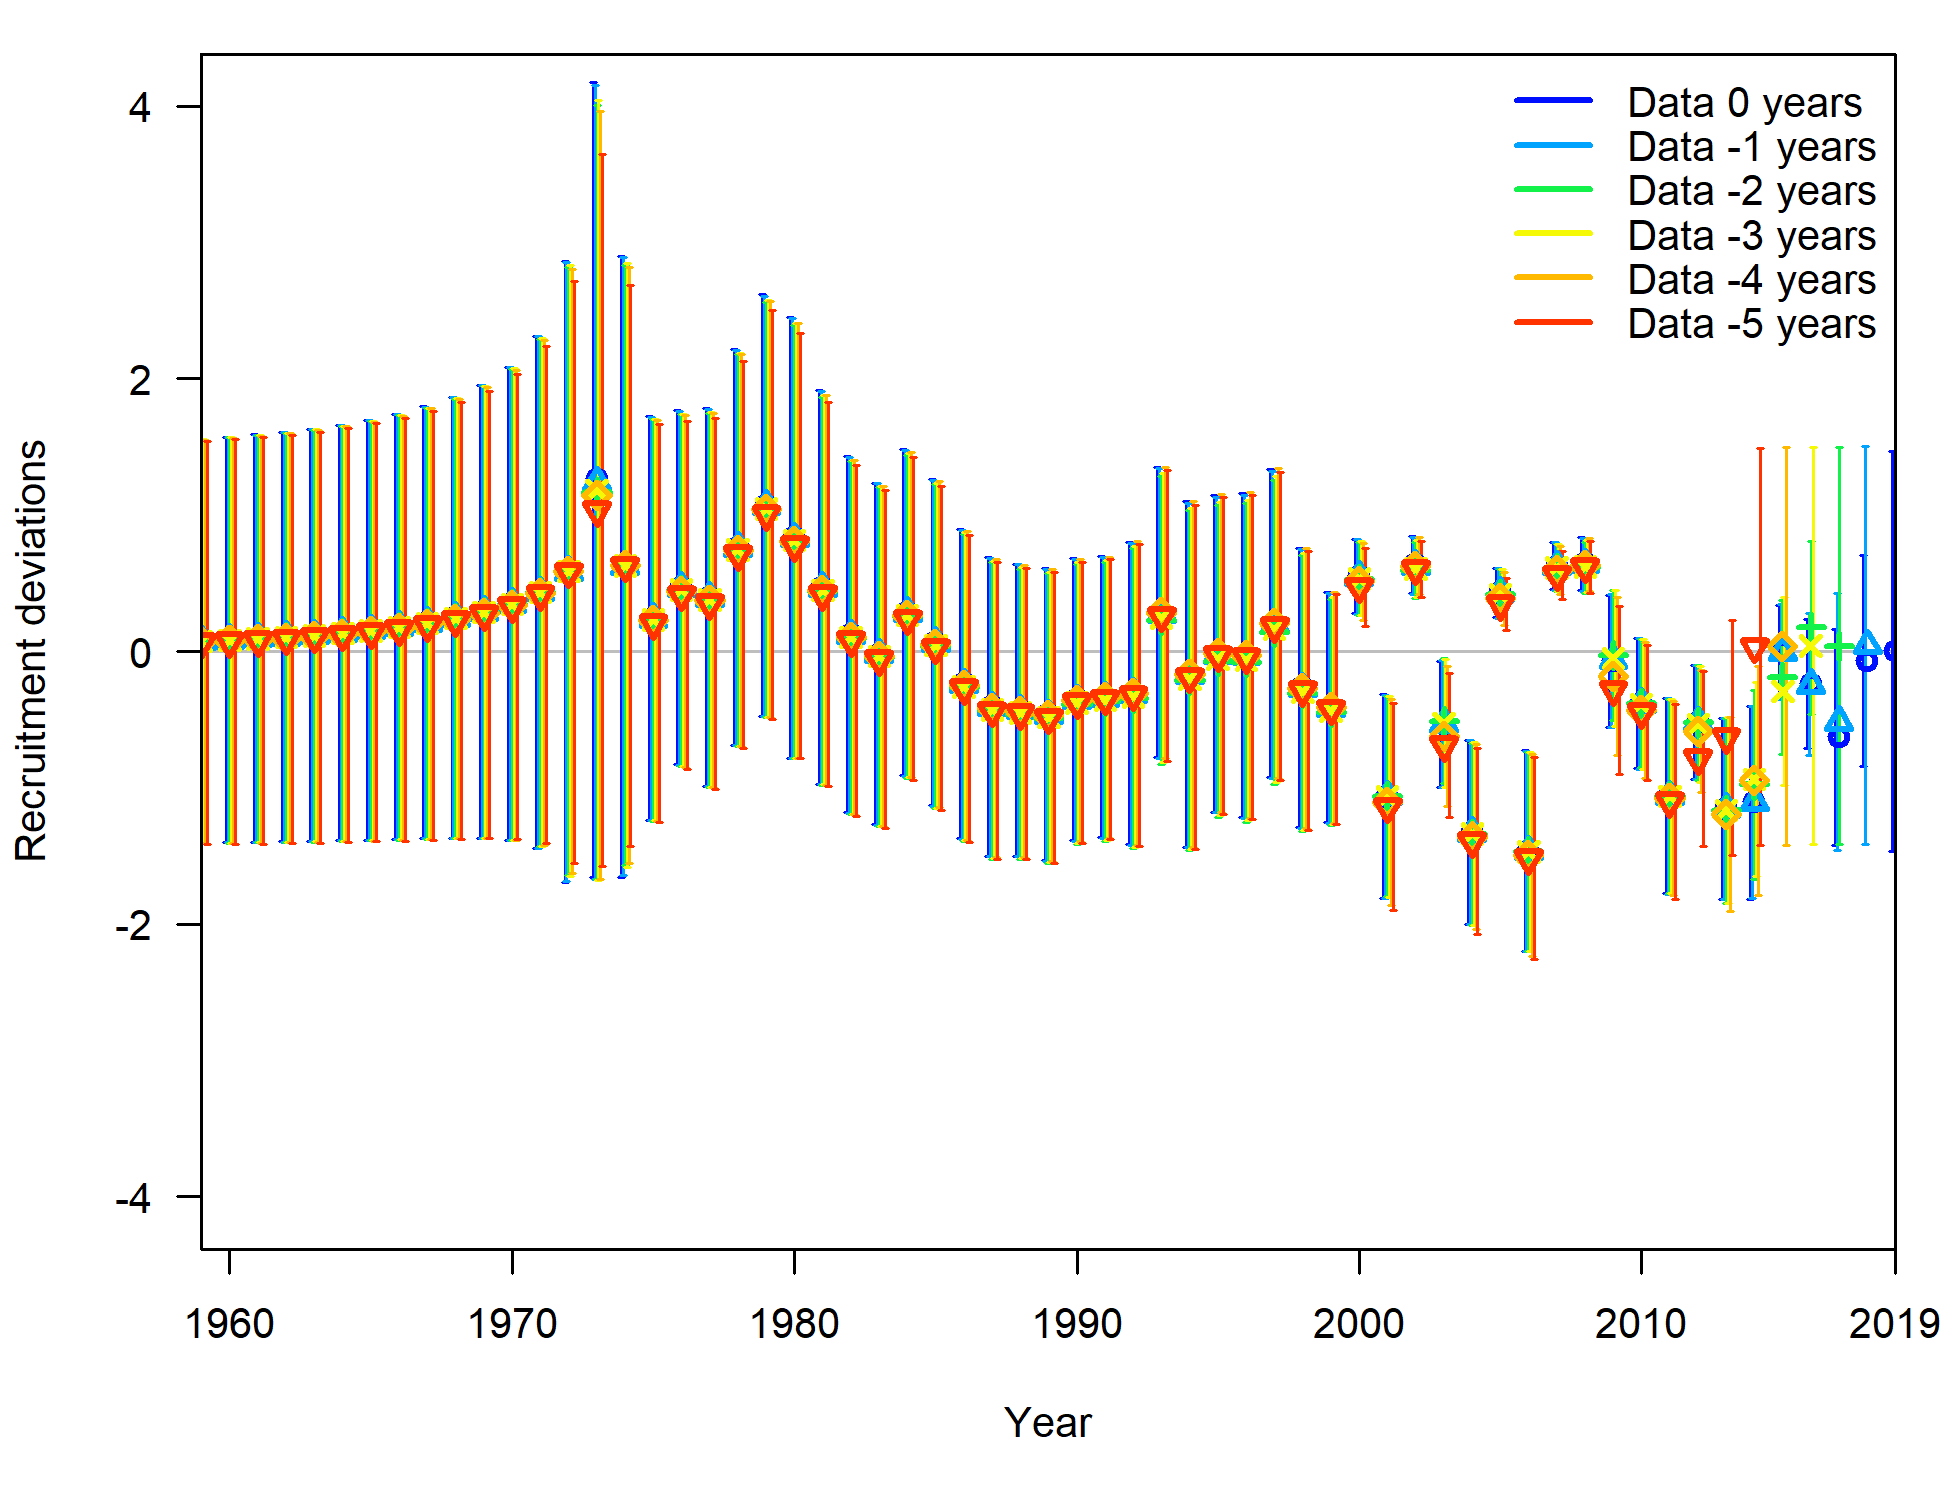 Data 0 years
Data -1 years
Data -2 years
Data -3 years
Data -4 years
Data -5 years
4
2
0
-2
-4
Recruitment deviations
1960 1970 1980 1990 2000 2010 2019
Year